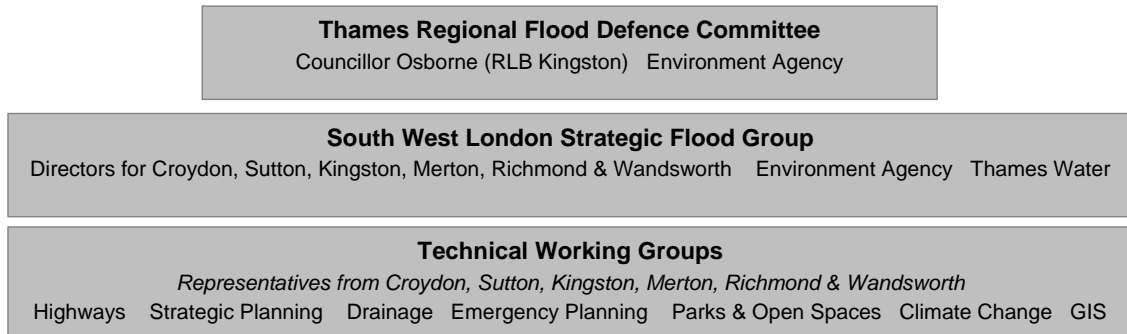 Thames Regional Flood Defence Committee
Councillor Osborne (RLB Kingston) Environment Agency
South West London Strategic Flood Group
Directors for Croydon, Sutton, Kingston, Merton, Richmond & Wandsworth Environment Agency Thames Water
Technical Working Groups
Representatives from Croydon, Sutton, Kingston, Merton, Richmond & Wandsworth
Highways Strategic Planning Drainage Emergency Planning Parks & Open Spaces Climate Change GIS